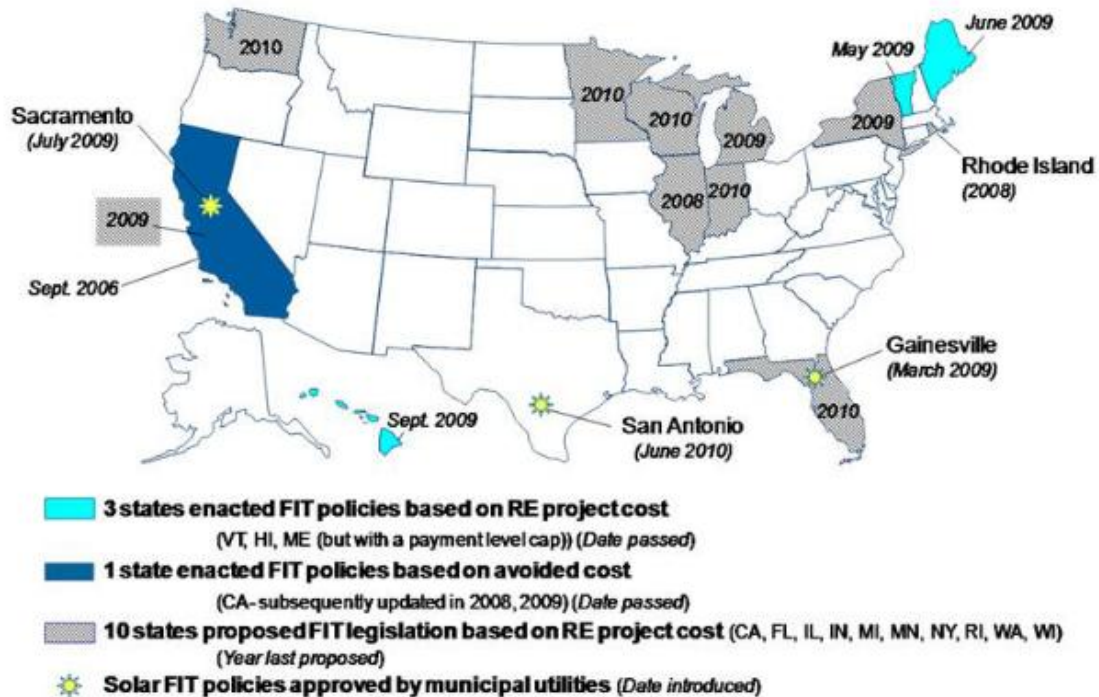 June 2009
May 2009
2010
2010
2010
2009
2009
Sacramento
(July 2009)
Rhode Island
(2008)
2008
2010
2009
Sept. 2006
Gainesville
(March 2009)
Sept. 2009
San Antonio
(June 2010)
2010
3 states enacted FIT policies based on RE project cost
(VT, HI, ME (but with a payment level cap)) (Date passed)
1 state enacted FIT policies based on avoided cost
(CA- subsequently updated in 2008, 2009) (Date passed)
10 states proposed FIT legislation based on RE project cost (CA, FL, IL, IN, MI, MN, NY, RI, WA, WI)
(Year last proposed)
Solar FIT policies approved by municipal utilities (Date introduced)